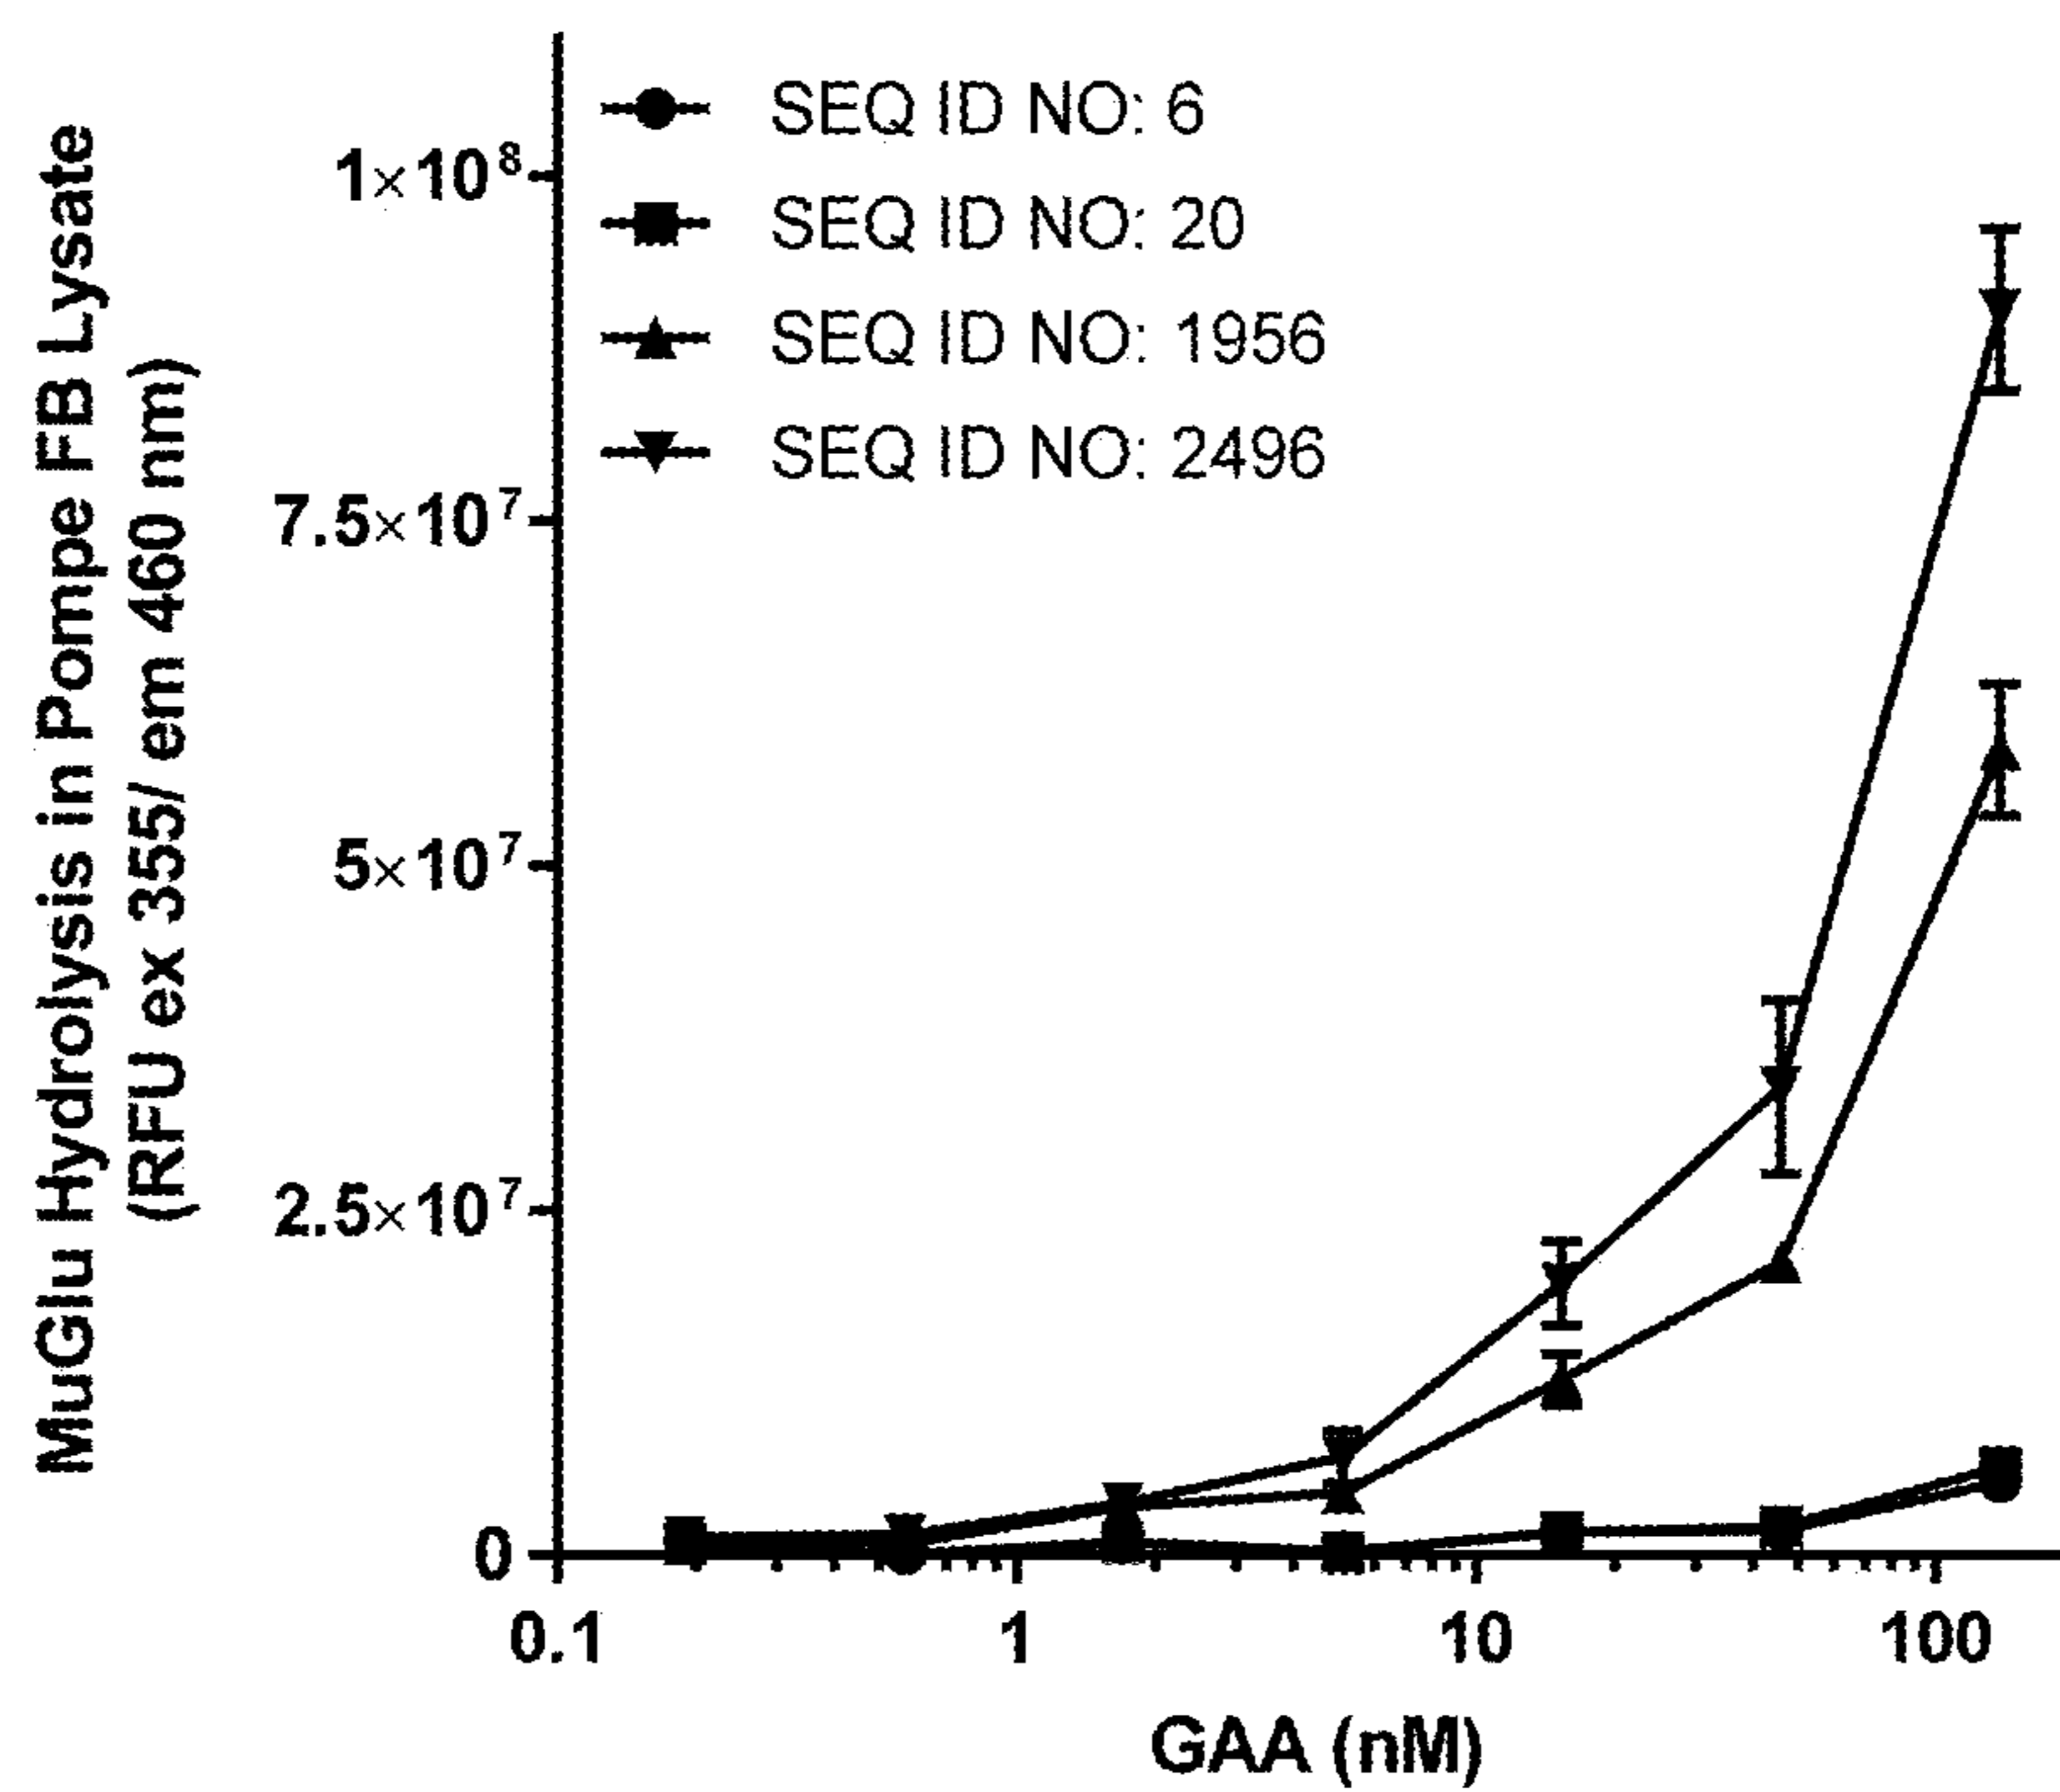 MuGlu Hydrolysis in Pompe FB Lysate
(RFU ex 355/ em 460 nm)
SEQ ID NO: 6
SEQ ID NO: 20
SEQ ID NO: 1956
SEQ ID NO: 2496
1×10⁸
7.5×10⁷
5×10⁷
2.5×10⁷
0
0.1 1 10 100
GAA (nM)